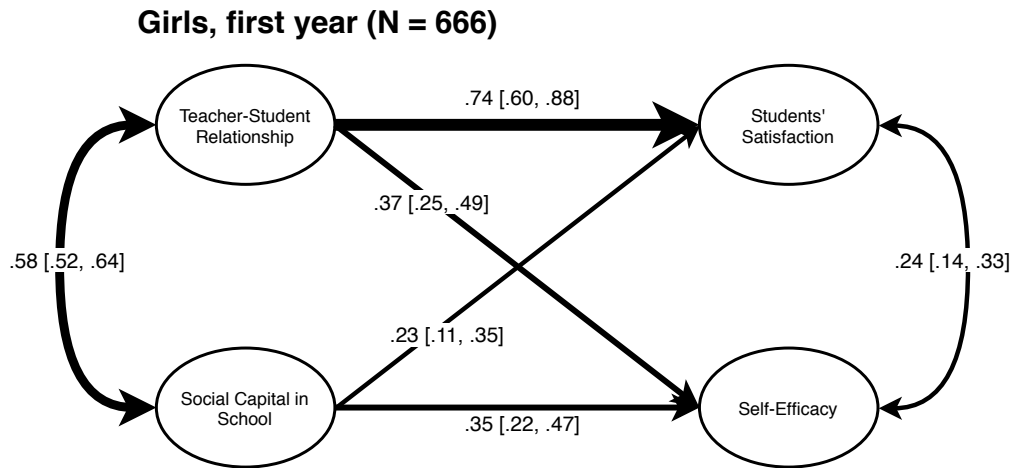 Girls, first year (N = 666)
.74 [.60, .88]
Teacher-Student
Relationship
Students'
Satisfaction
.37 [.25, .49]
.58 [.52, .64]
.24 [.14, .33]
.23 [.11, .35]
Social Capital in
School
Self-Efficacy
.35 [.22, .47]